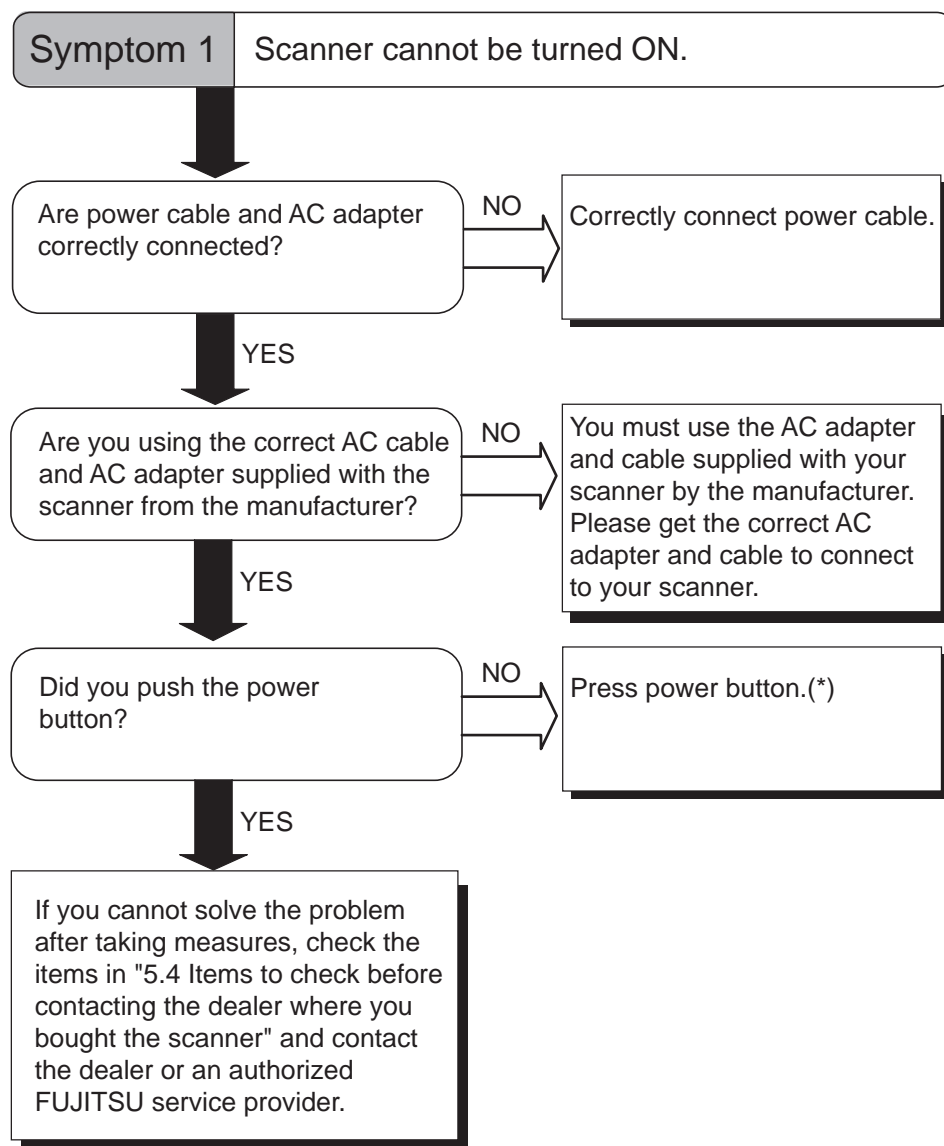 Symptom 1
Scanner cannot be turned ON.
Are power cable and AC adapter
correctly connected?
NO
Correctly connect power cable.
YES
Are you using the correct AC cable
and AC adapter supplied with the
scanner from the manufacturer?
NO
You must use the AC adapter
and cable supplied with your
scanner by the manufacturer.
Please get the correct AC
adapter and cable to connect
to your scanner.
YES
Did you push the power
button?
NO
Press power button.(*)
YES
If you cannot solve the problem
after taking measures, check the
items in "5.4 Items to check before
contacting the dealer where you
bought the scanner" and contact
the dealer or an authorized
FUJITSU service provider.